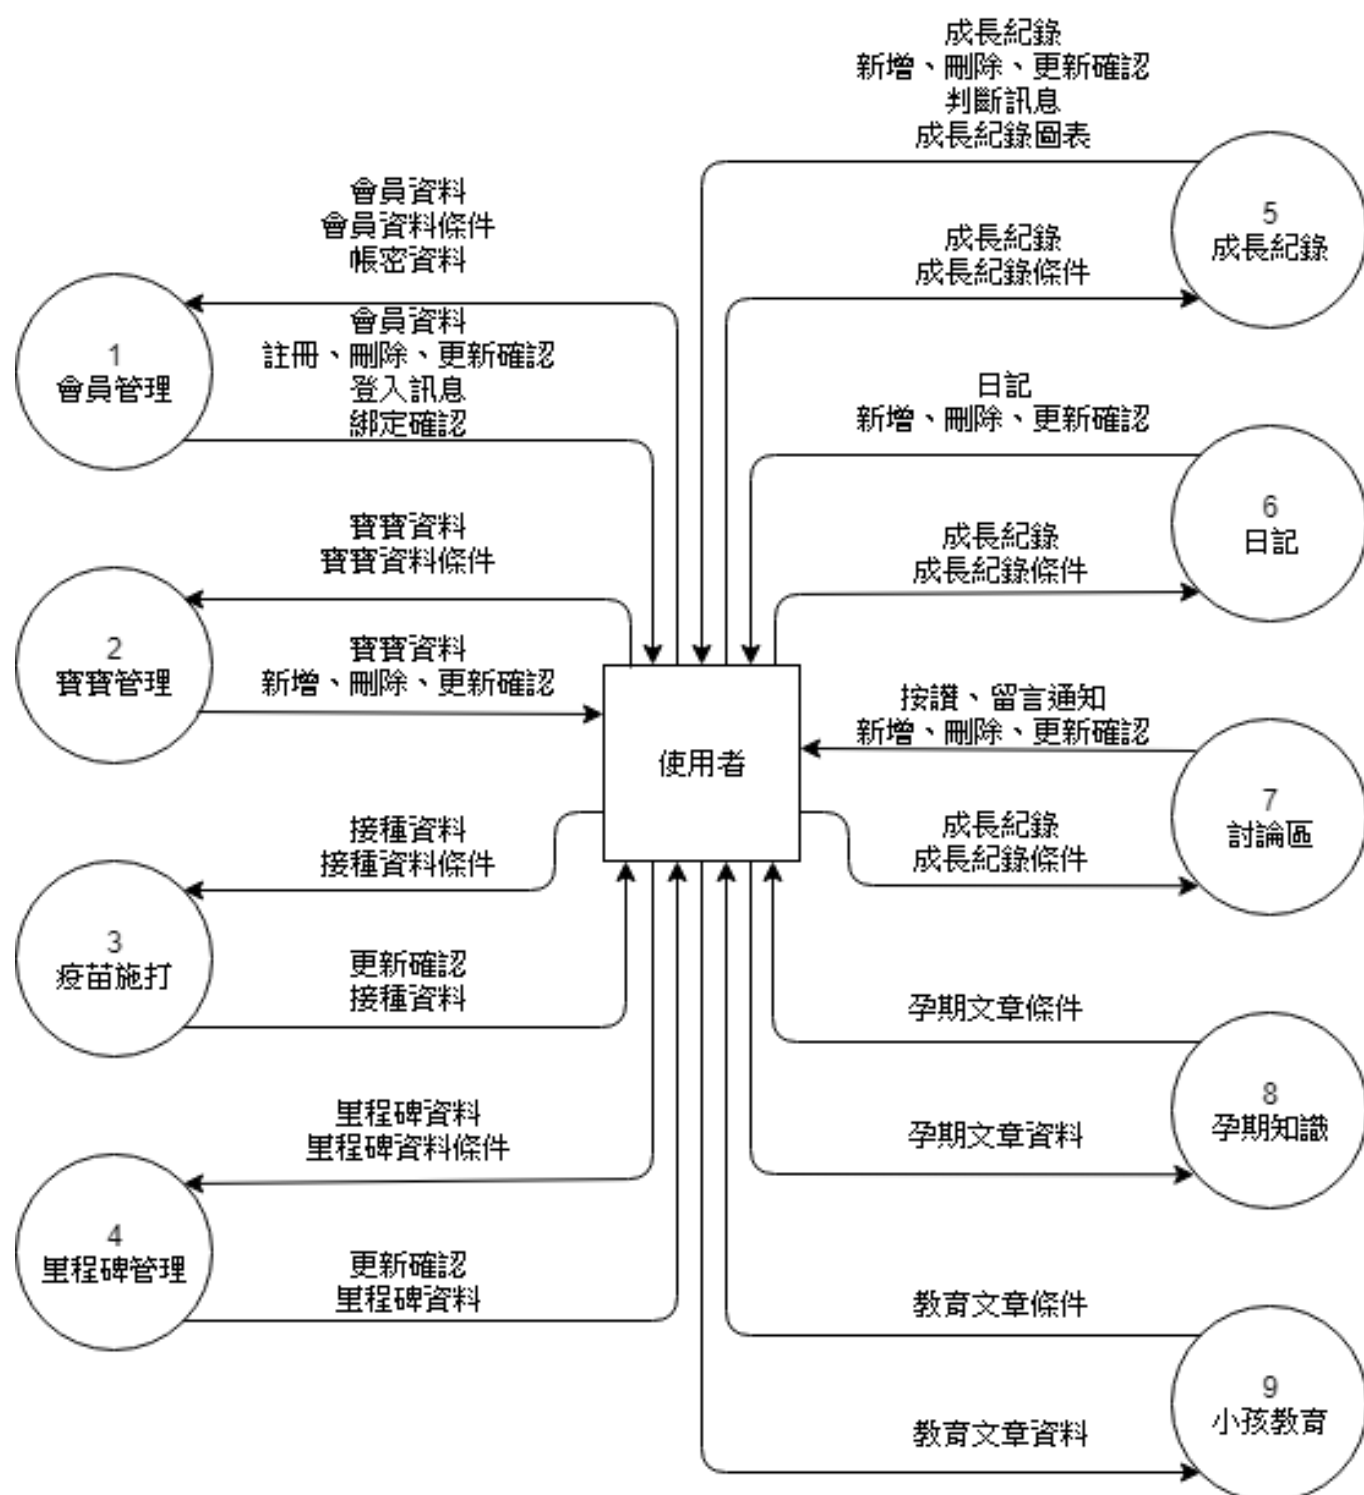 會員資料
會員資料條件
帳密資料
1
會員管理
會員資料
註冊、刪除、更新確認
登入訊息
綁定確認
寶寶資料
寶寶資料條件
2
寶寶管理
寶寶資料
新增、刪除、更新確認
接種資料
接種資料條件
3
疫苗施打
更新確認
接種資料
里程碑資料
里程碑資料條件
4
里程碑管理
更新確認
里程碑資料
使用者
成長紀錄
新增、刪除、更新確認
判斷訊息
成長紀錄圖表
5
成長紀錄
成長紀錄
成長紀錄條件
日記
新增、刪除、更新確認
6
日記
成長紀錄
成長紀錄條件
按讚、留言通知
新增、刪除、更新確認
7
討論區
成長紀錄
成長紀錄條件
孕期文章條件
8
孕期知識
孕期文章資料
教育文章條件
9
小孩教育
教育文章資料